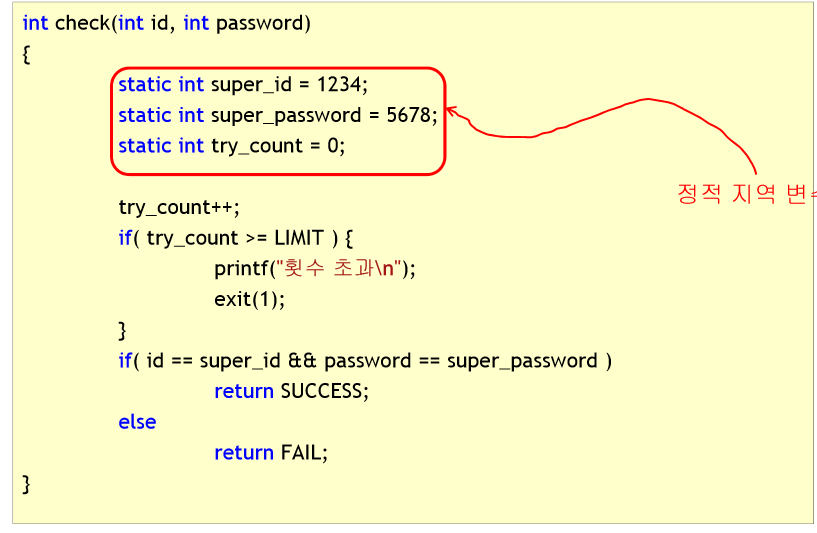 int check(int id, int password)
{
static int super_id = 1234;
static int super_password = 5678;
static int try_count = 0;
정적 지역
try_count++;
if( try_count >= LIMIT ) {
printf("횟수 초과\n");
exit(1);
}
if( id == super_id && password == super_password )
return SUCCESS;
else
return FAIL;
}